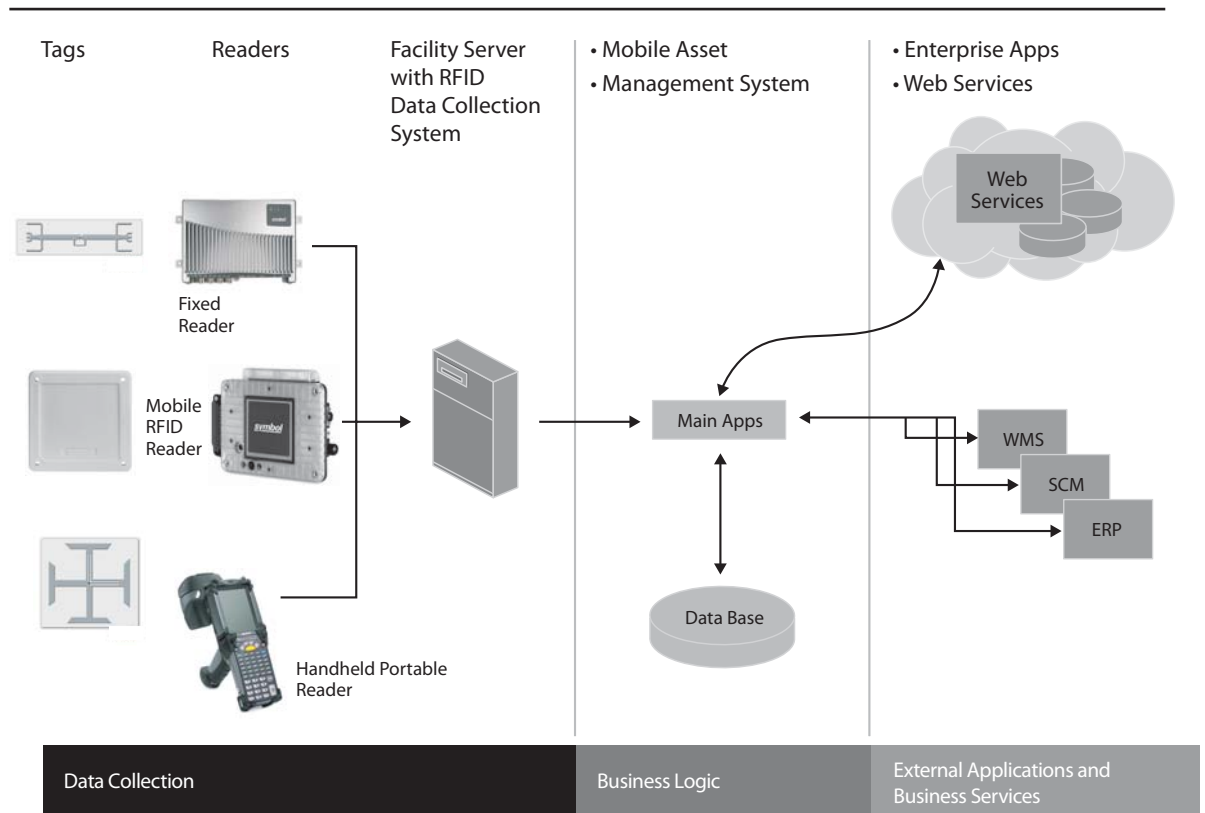 Tags
Readers
Facility Server
with RFID
Data Collection
System
• Mobile Asset
• Management System
• Enterprise Apps
• Web Services
Web
Services
symbol
Fixed
Reader
Mobile
RFID
Reader
symbol
Main Apps
WMS
SCM
ERP
Data Base
Handheld Portable
Reader
Data Collection
Business Logic
External Applications and
Business Services